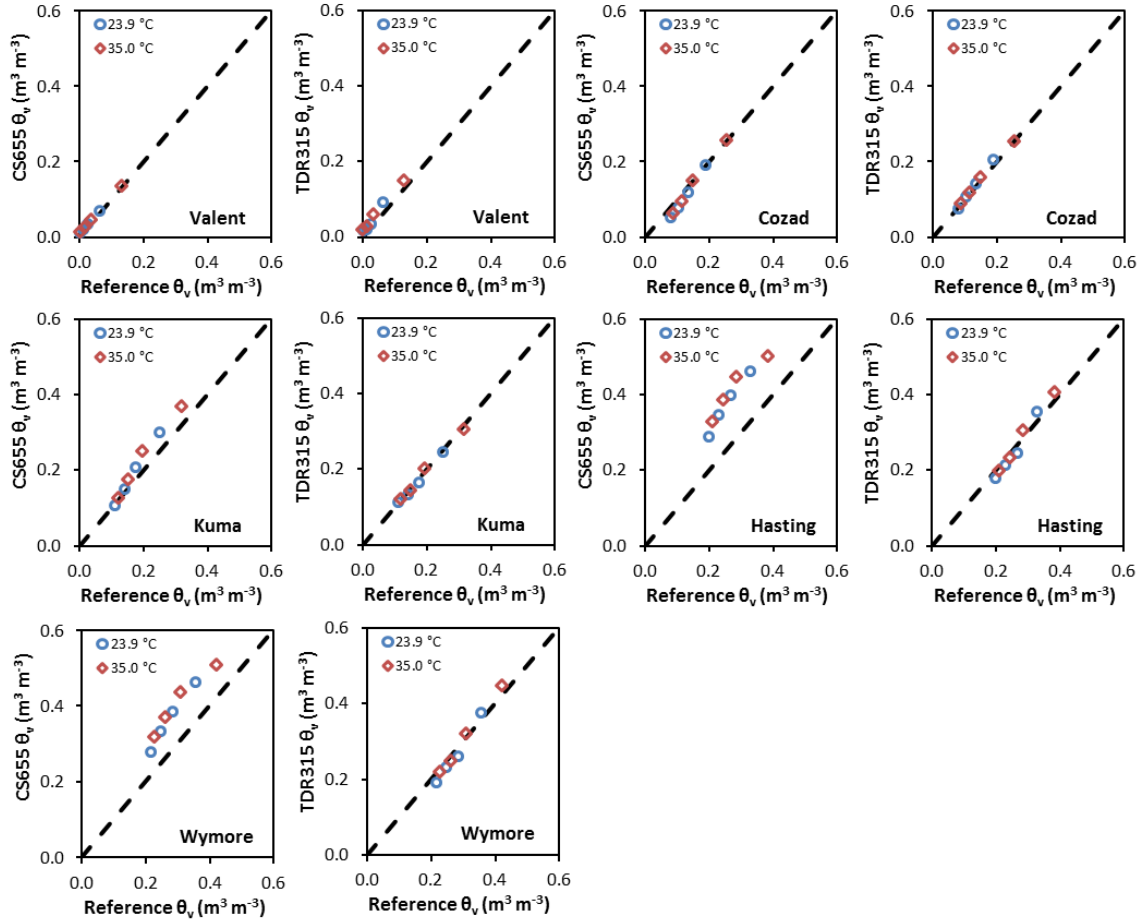 CS655 θv (m³ m⁻³)
0.6
0.4
0.2
0.0
23.9 °C
35.0 °C
Valent
0.0 0.2 0.4 0.6
Reference θv (m³ m⁻³)
TDR315 θv (m³ m⁻³)
0.6
0.4
0.2
0.0
23.9 °C
35.0 °C
Valent
0.0 0.2 0.4 0.6
Reference θv (m³ m⁻³)
CS655 θv (m³ m⁻³)
0.6
0.4
0.2
0.0
23.9 °C
35.0 °C
Cozad
0.0 0.2 0.4 0.6
Reference θv (m³ m⁻³)
TDR315 θv (m³ m⁻³)
0.6
0.4
0.2
0.0
23.9 °C
35.0 °C
Cozad
0.0 0.2 0.4 0.6
Reference θv (m³ m⁻³)
CS655 θv (m³ m⁻³)
0.6
0.4
0.2
0.0
23.9 °C
35.0 °C
Kuma
0.0 0.2 0.4 0.6
Reference θv (m³ m⁻³)
TDR315 θv (m³ m⁻³)
0.6
0.4
0.2
0.0
23.9 °C
35.0 °C
Kuma
0.0 0.2 0.4 0.6
Reference θv (m³ m⁻³)
CS655 θv (m³ m⁻³)
0.6
0.4
0.2
0.0
23.9 °C
35.0 °C
Hasting
0.0 0.2 0.4 0.6
Reference θv (m³ m⁻³)
TDR315 θv (m³ m⁻³)
0.6
0.4
0.2
0.0
23.9 °C
35.0 °C
Hasting
0.0 0.2 0.4 0.6
Reference θv (m³ m⁻³)
CS655 θv (m³ m⁻³)
0.6
0.4
0.2
0.0
23.9 °C
35.0 °C
Wymore
0.0 0.2 0.4 0.6
Reference θv (m³ m⁻³)
TDR315 θv (m³ m⁻³)
0.6
0.4
0.2
0.0
23.9 °C
35.0 °C
Wymore
0.0 0.2 0.4 0.6
Reference θv (m³ m⁻³)